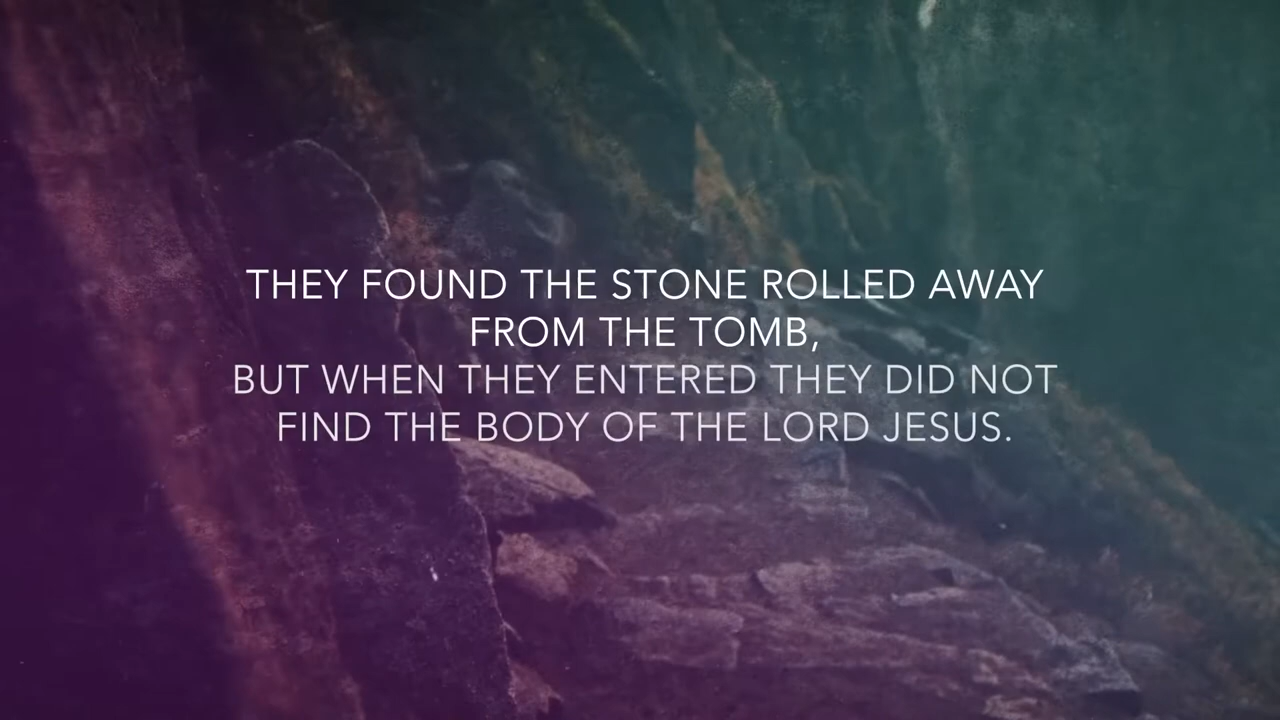 THEY FOUND THE STONE ROLLED AWAY
FROM THE TOMB,
BUT WHEN THEY ENTERED THEY DID NOT
FIND THE BODY OF THE LORD JESUS.